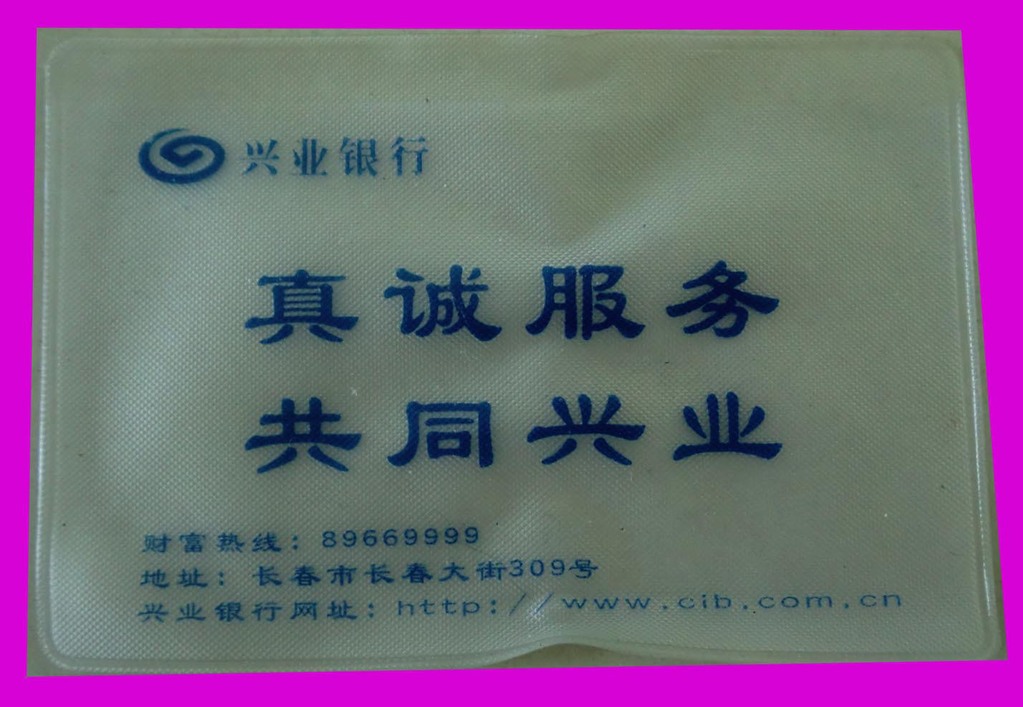 兴业银行
真诚服务
共同兴业
财富热线：89669999
地址：长春市长春大街309号
兴业银行网址：http://www.cib.com.cn